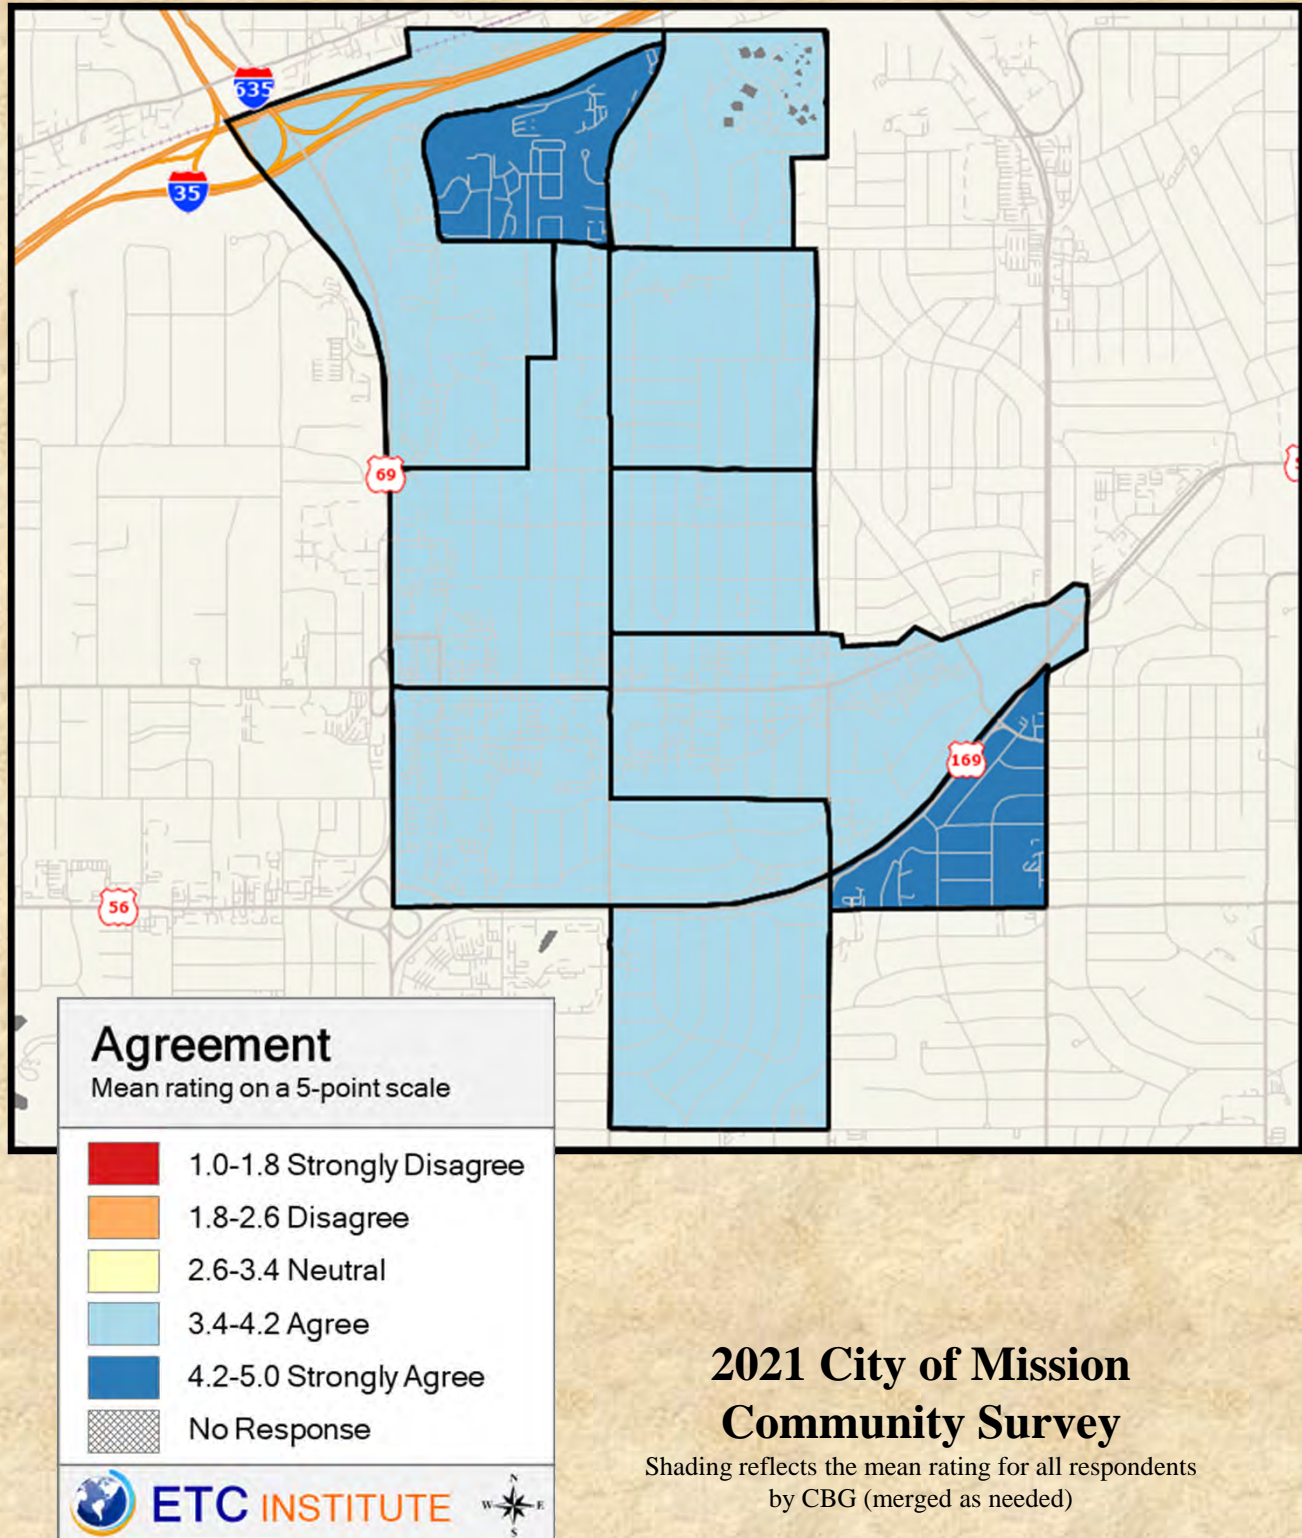 635
35
69
169
56
Agreement
Mean rating on a 5-point scale
1.0-1.8 Strongly Disagree
1.8-2.6 Disagree
2.6-3.4 Neutral
3.4-4.2 Agree
4.2-5.0 Strongly Agree
No Response
ETC INSTITUTE
N
W E
S
2021 City of Mission
Community Survey
Shading reflects the mean rating for all respondents
by CBG (merged as needed)